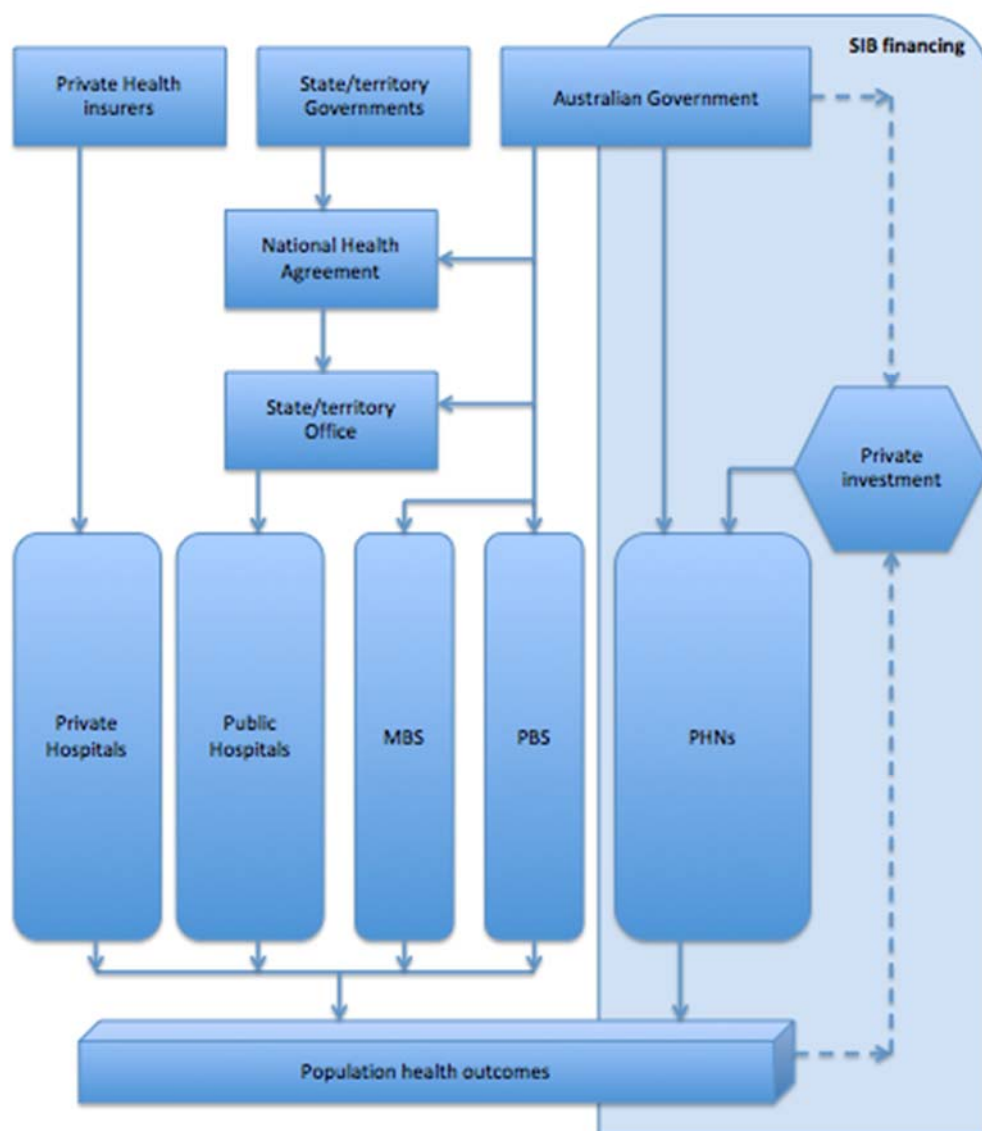 SIB financing
Private Health
insurers
State/territory
Governments
Australian Government
National Health
Agreement
State/territory
Office
Private
investment
Private
Hospitals
Public
Hospitals
MBS
PBS
PHNs
Population health outcomes